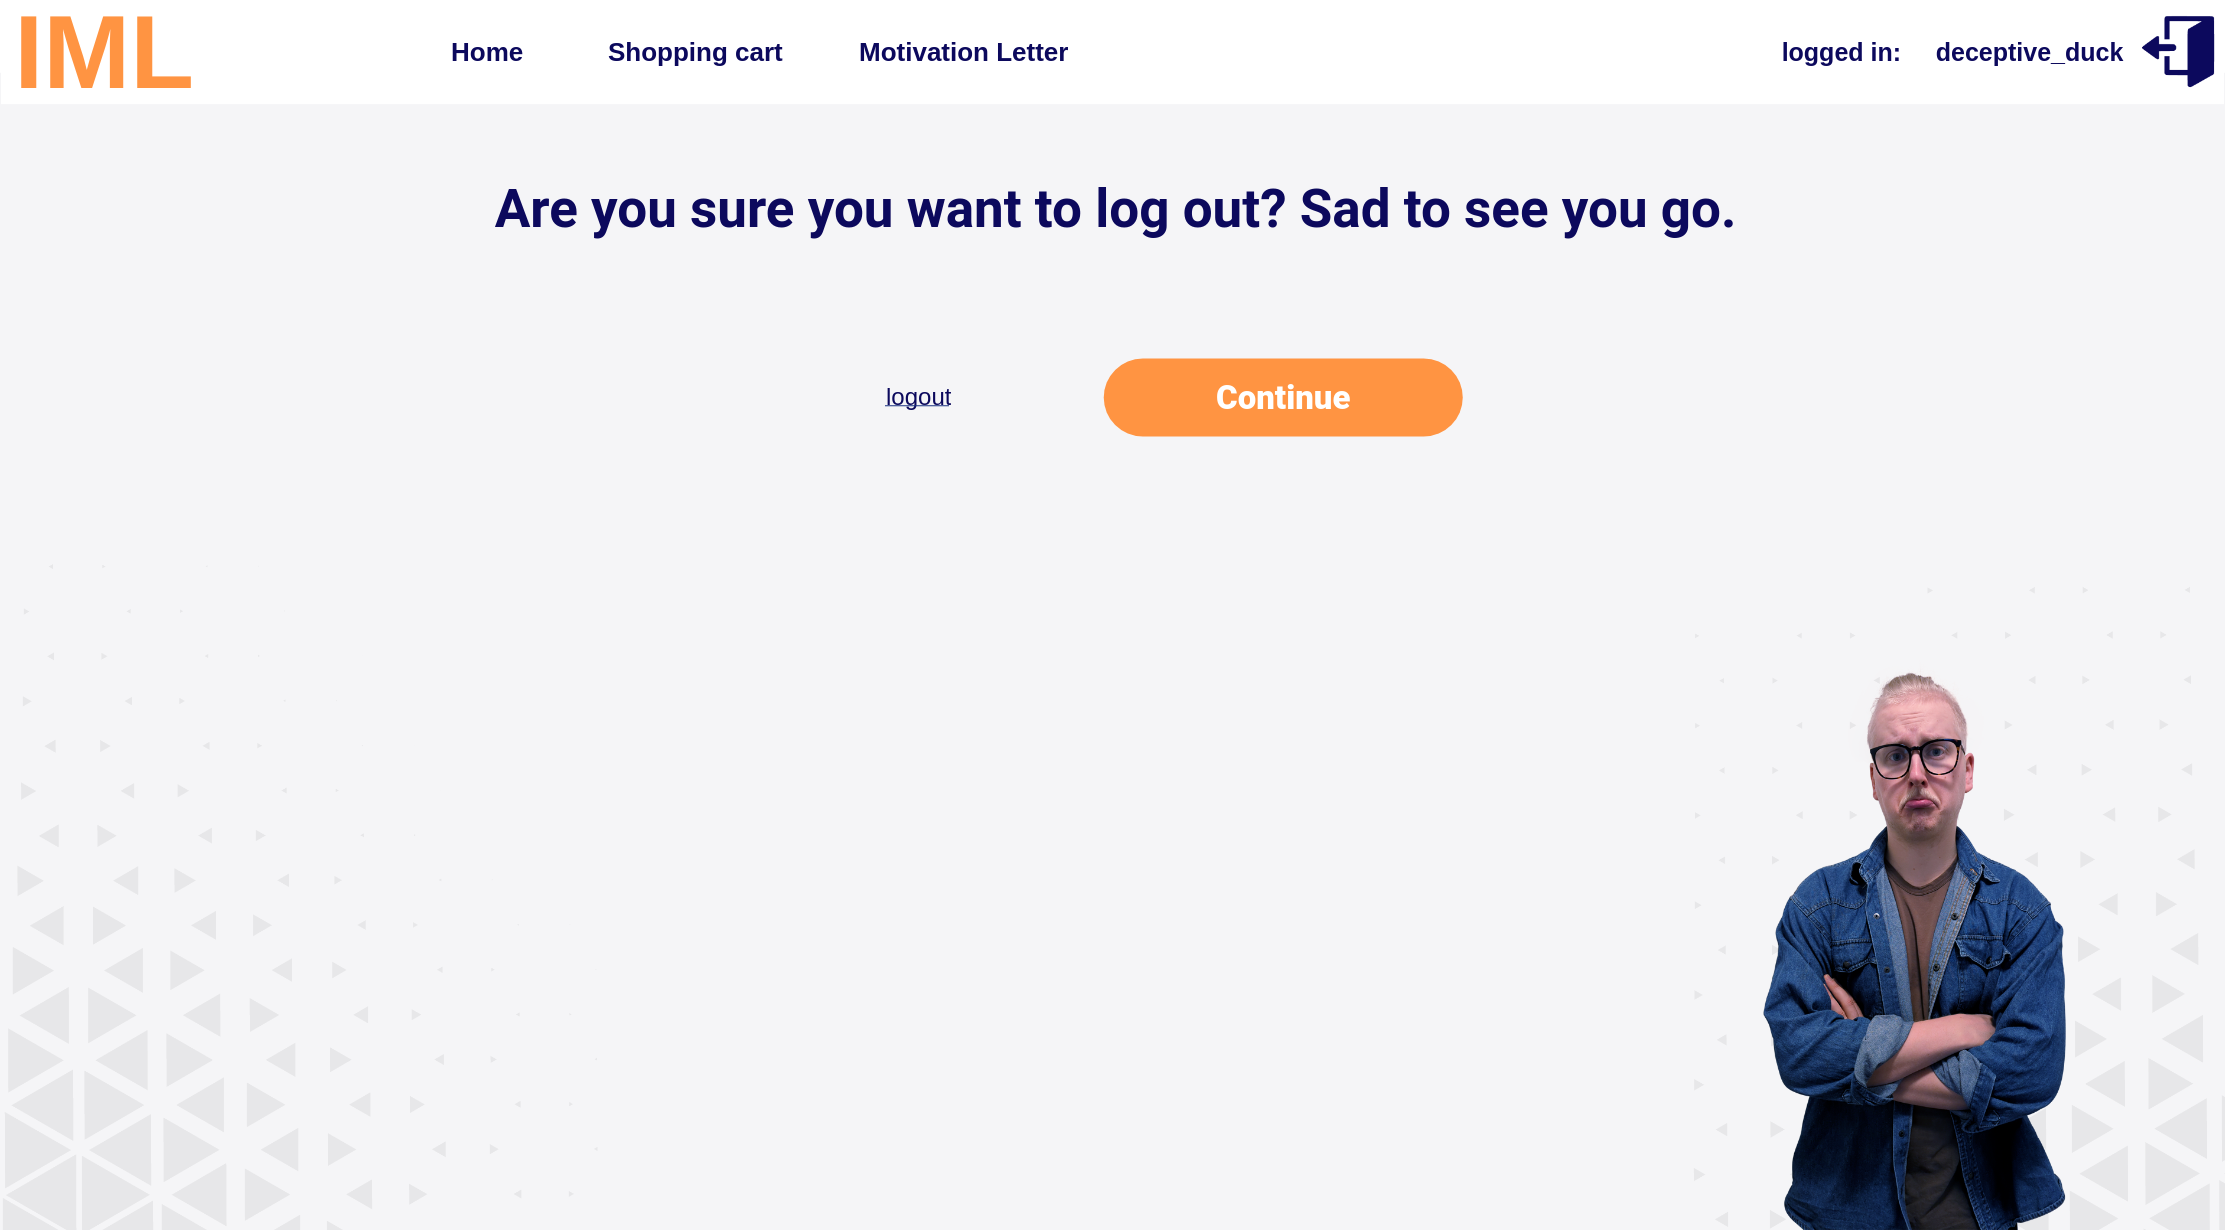 IML
Home
Shopping cart
Motivation Letter
logged in:
deceptive_duck
Are you sure you want to log out? Sad to see you go.
logout
Continue